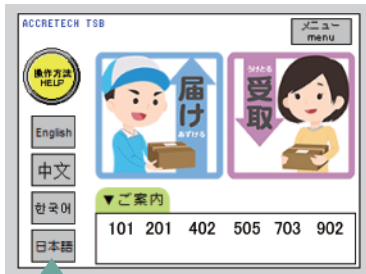 ACCRETECH TSB
メニュー
menu
操作方法
HELP
届け
あずける
うけとる
受取
English
中文
한국어
日本語
▼ご案内
101 201 402 505 703 902